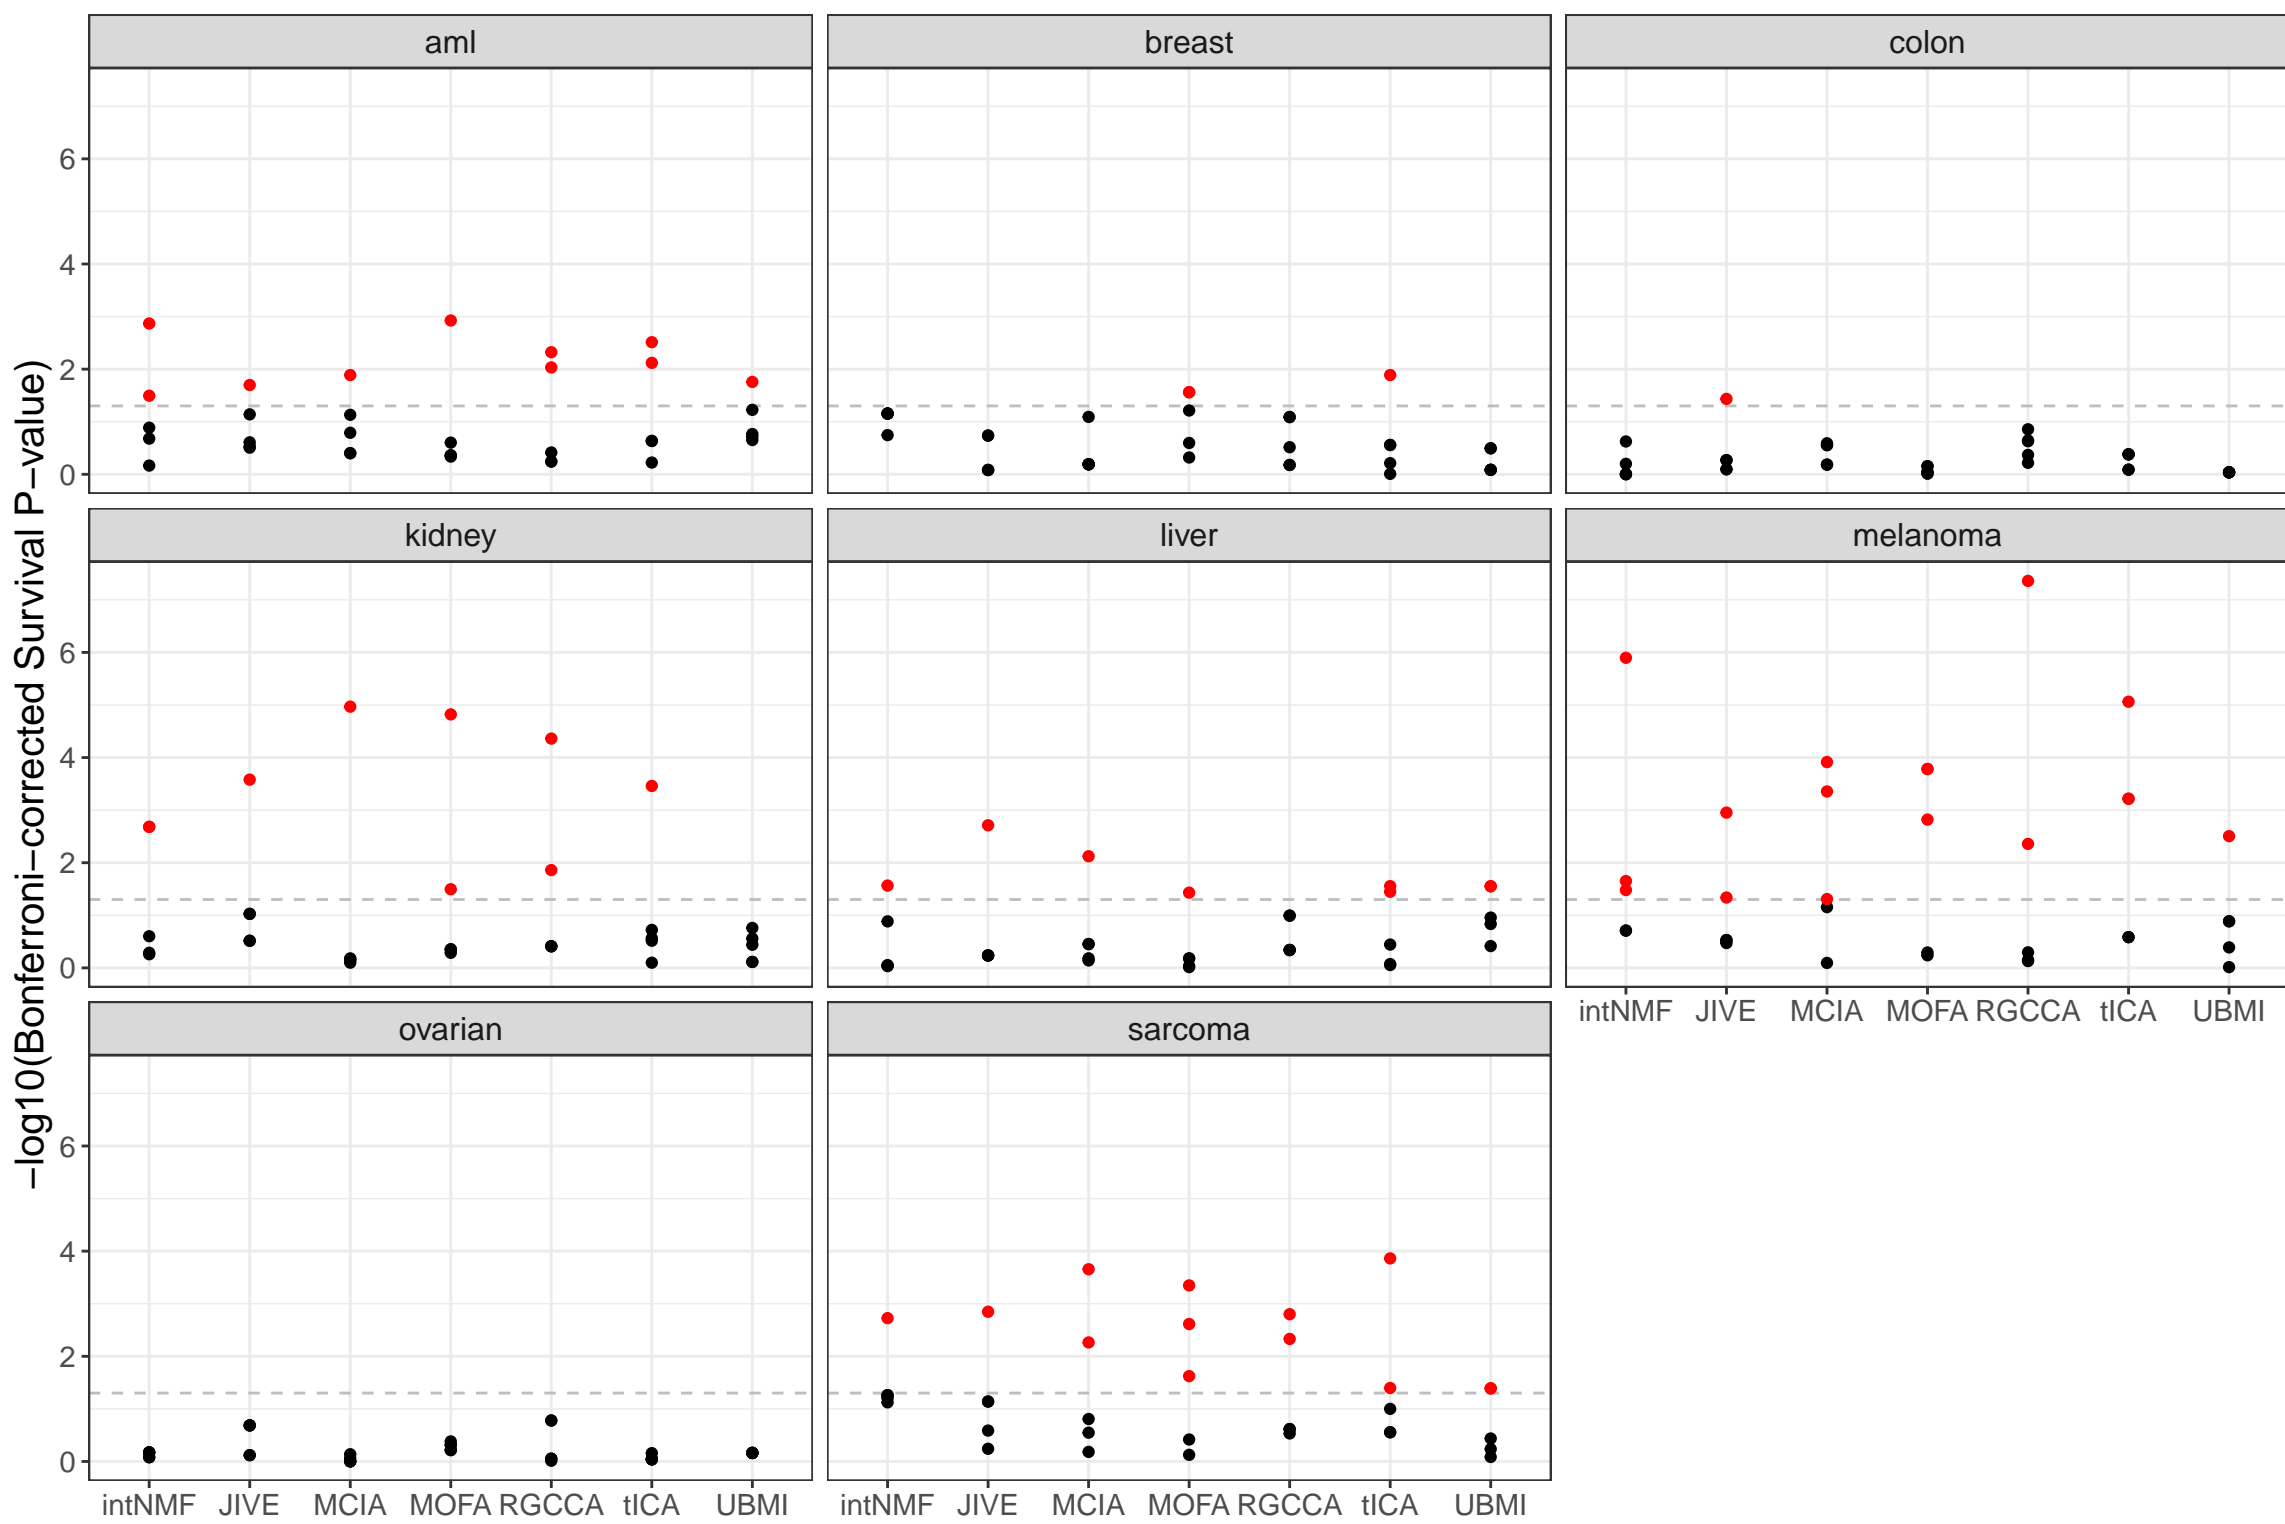 aml
breast
colon
6
4
2
0
kidney
liver
melanoma
6
4
2
0
intNMF JIVE MCIA MOFA RGCCA tICA UBMI
ovarian
sarcoma
6
4
2
0
intNMF JIVE MCIA MOFA RGCCA tICA UBMI
intNMF JIVE MCIA MOFA RGCCA tICA UBMI
−log10(Bonferroni−corrected Survival P−value)